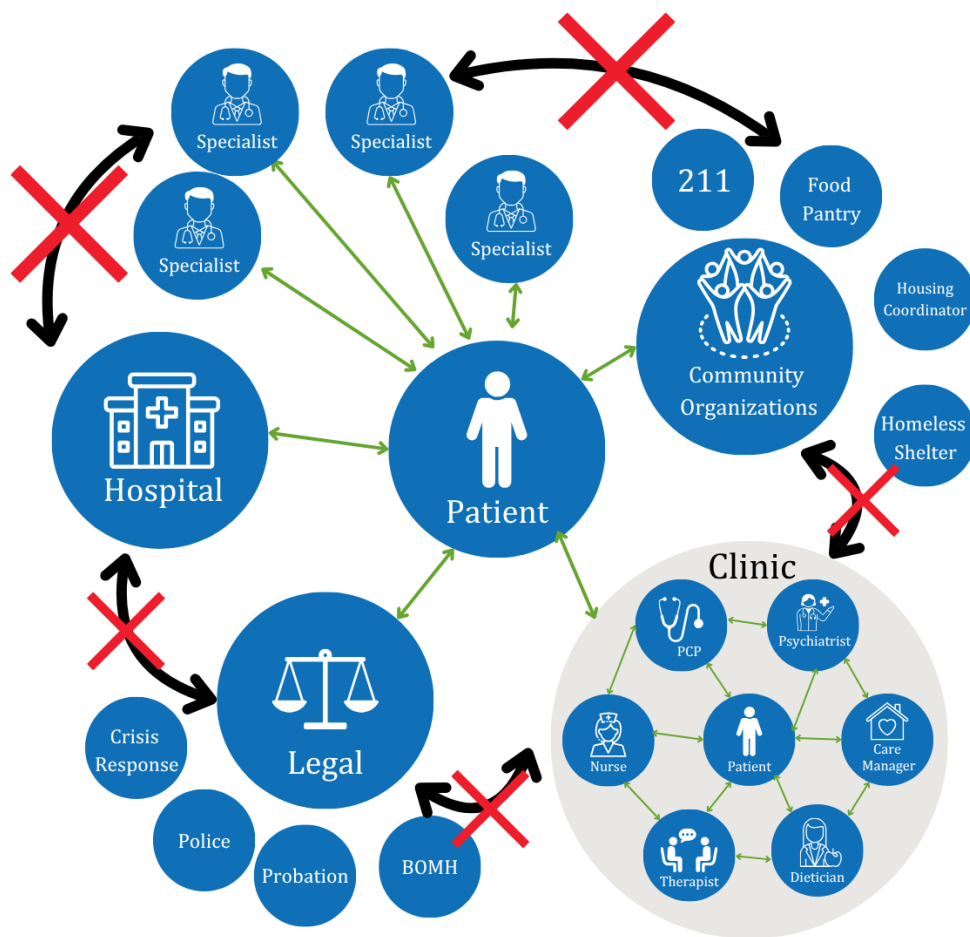 Specialist
Specialist
Specialist
Specialist
211
Food
Pantry
Housing
Coordinator
Community
Organizations
Homeless
Shelter
Hospital
Patient
Clinic
PCP
Psychiatrist
Nurse
Patient
Care
Manager
Therapist
Dietician
Legal
Crisis
Response
Police
Probation
BOMH